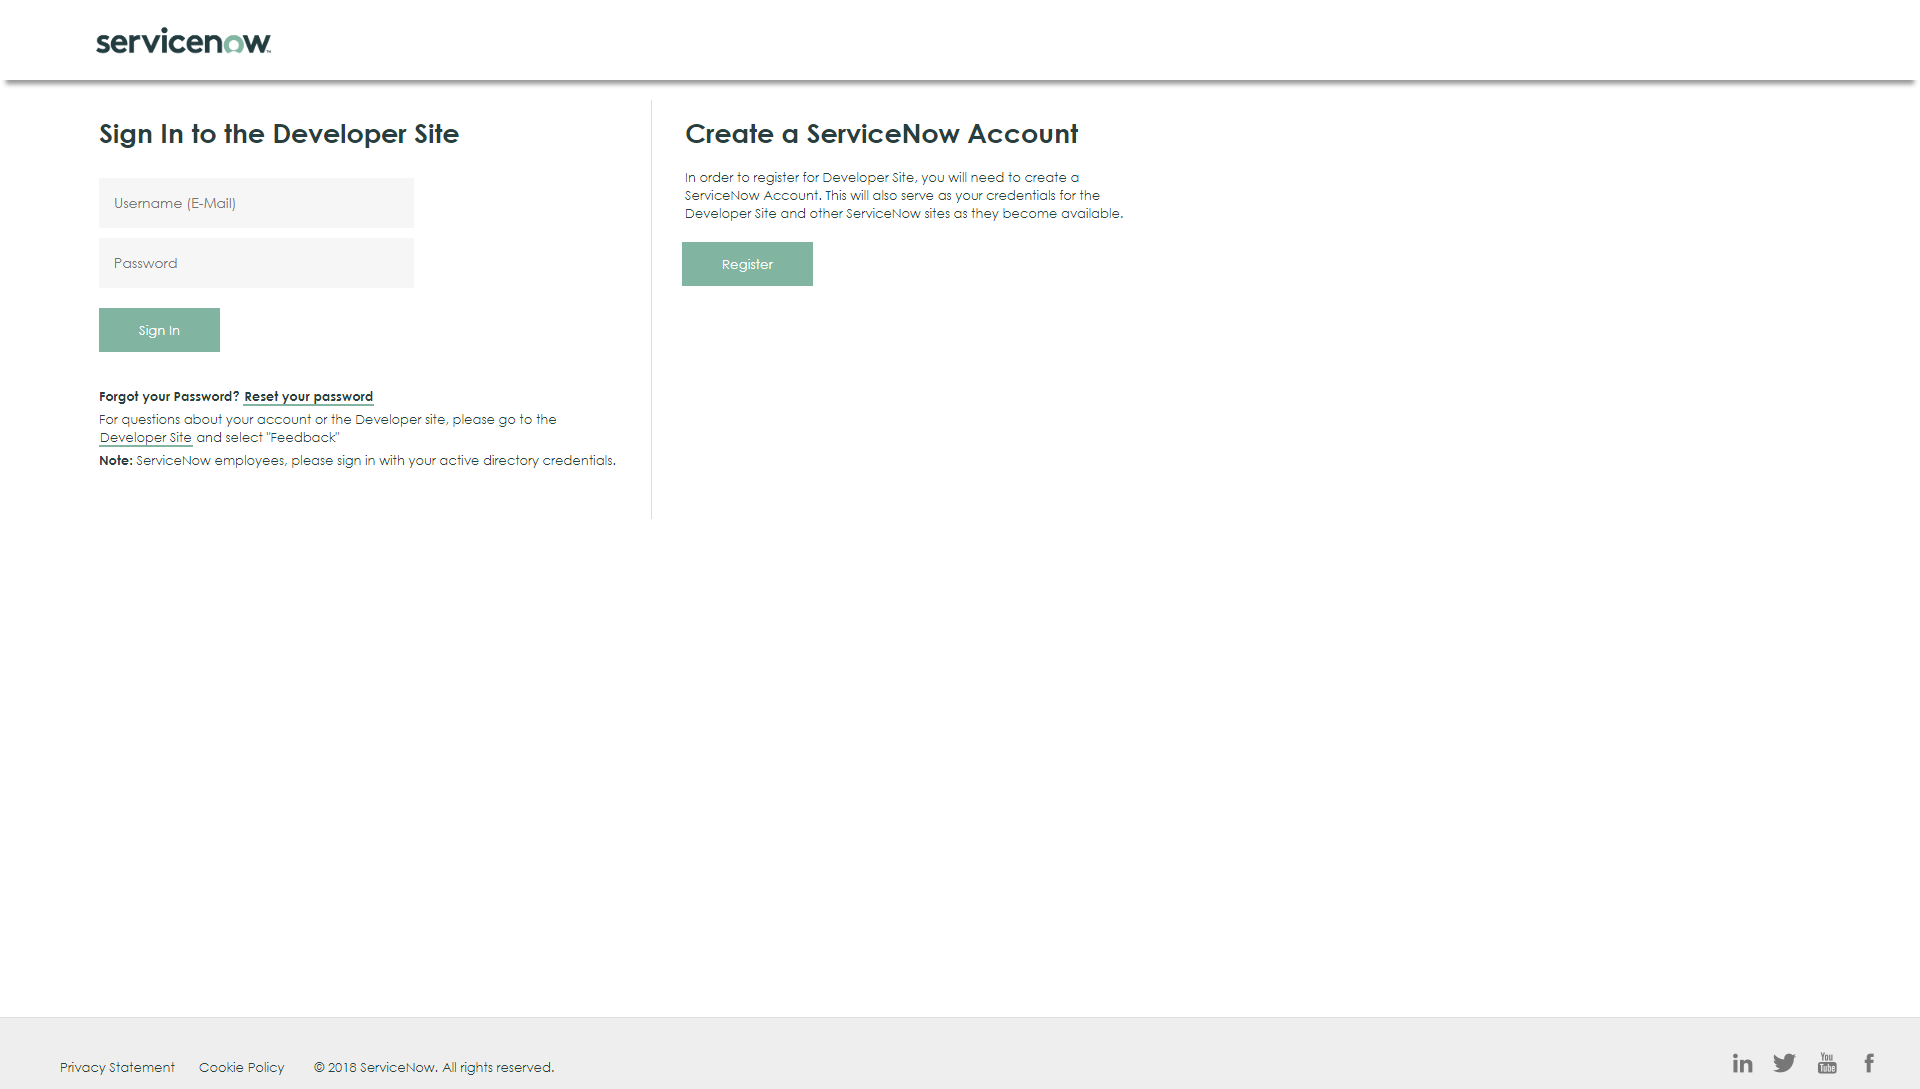 servicenow
Sign In to the Developer Site
Username (E-Mail)
Password
Sign In
Forgot your Password? Reset your password
For questions about your account or the Developer site, please go to the
Developer Site and select "Feedback"
Note: ServiceNow employees, please sign in with your active directory credentials.
Create a ServiceNow Account
In order to register for Developer Site, you will need to create a
ServiceNow Account. This will also serve as your credentials for the
Developer Site and other ServiceNow sites as they become available.
Register
Privacy Statement Cookie Policy © 2018 ServiceNow. All rights reserved.
in You Tube f